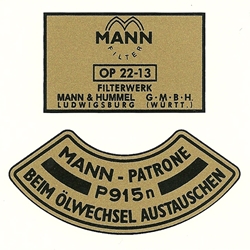 MANN
FILTER
OP 22-13
FILTERWERK
MANN & HUMMEL G·M·B·H.
LUDWIGSBURG (WÜRTT.)
MANN - PATRONE
P915n
BEIM ÖLWECHSEL AUSTAUSCHEN